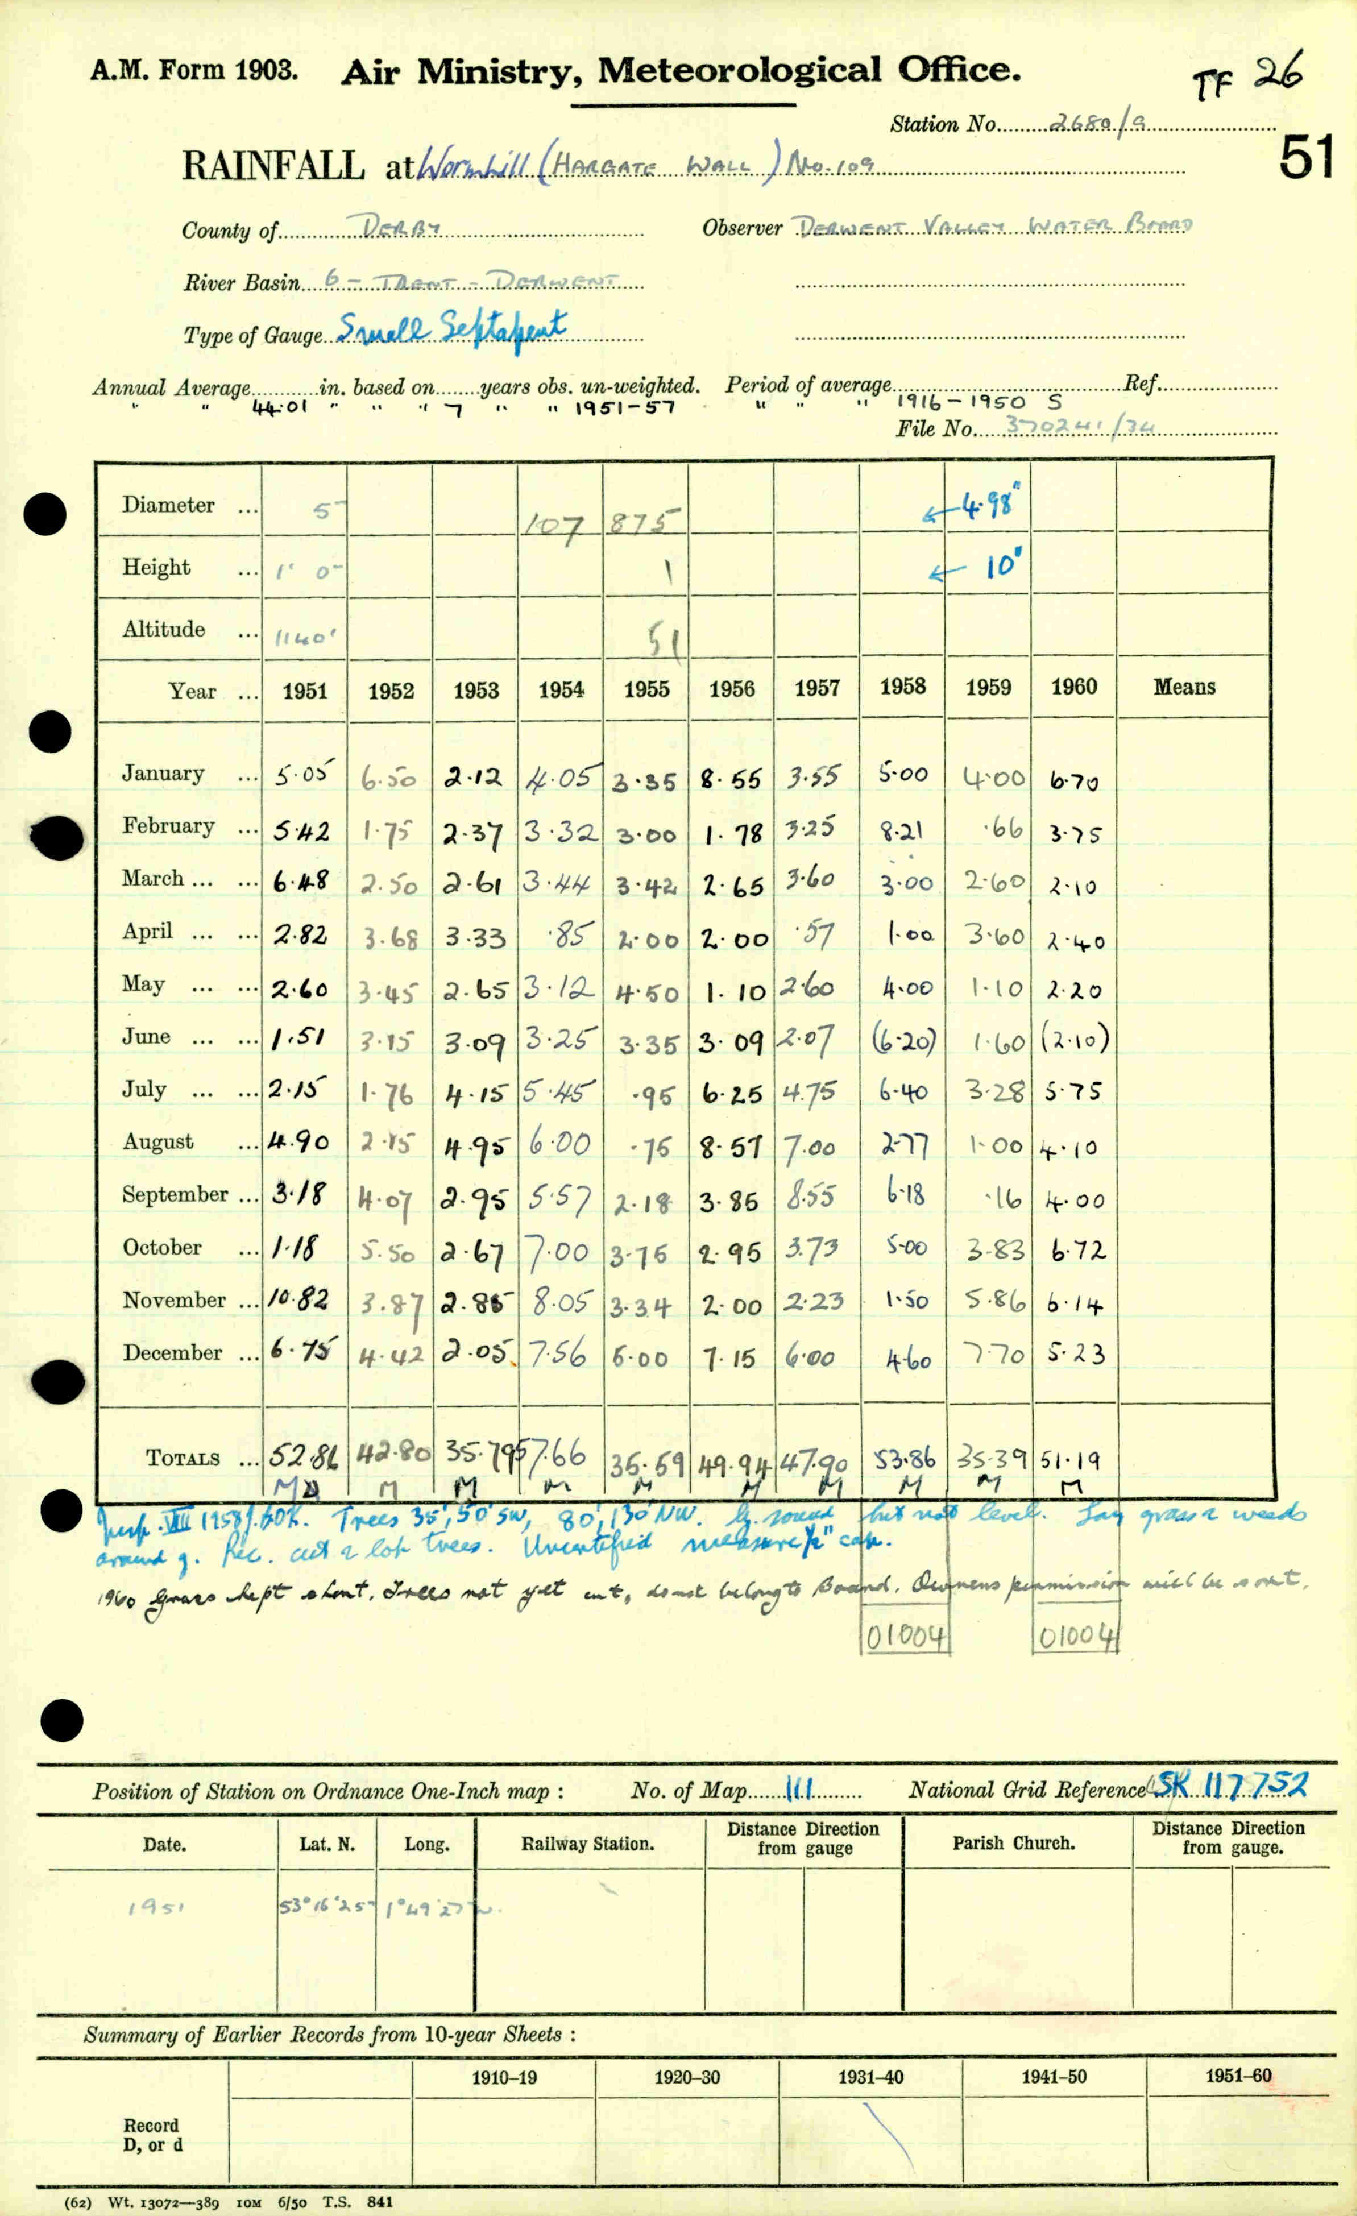 A.M. Form 1903. Air Ministry, Meteorological Office. TF 26
Station No. 2680/9
51
RAINFALL at Wormhill (HARGATE WALL) No. 109
County of DERBY Observer DERWENT VALLEY WATER BOARD
River Basin 6 - TRENT - DERWENT
Type of Gauge Small Septapent
Annual Average in. based on years obs. un-weighted. Period of average Ref.
" " 44.01 " " " 7 " " 1951-57 " " " 1916-1950 S
File No. 370241/34
Diameter ... 5 107 875 ← 4.98"
Height ... 1' 0 1 ← 10"
Altitude ... 1140' 51
Year ... 1951 1952 1953 1954 1955 1956 1957 1958 1959 1960 Means
January ... 5.05 6.50 2.12 4.05 3.35 8.55 3.55 5.00 4.00 6.70
February ... 5.42 1.75 2.37 3.32 3.00 1.78 3.25 8.21 .66 3.75
March ... ... 6.48 2.50 2.61 3.44 3.42 2.65 3.60 3.00 2.60 2.10
April ... ... 2.82 3.68 3.33 .85 2.00 2.00 .57 1.00 3.60 2.40
May ... ... 2.60 3.45 2.65 3.12 4.50 1.10 2.60 4.00 1.10 2.20
June ... ... 1.51 3.15 3.09 3.25 3.35 3.09 2.07 (6.20) 1.60 (2.10)
July ... ... 2.15 1.76 4.15 5.45 .95 6.25 4.75 6.40 3.28 5.75
August ... 4.90 2.15 4.95 6.00 .75 8.57 7.00 2.77 1.00 4.10
September ... 3.18 4.07 2.95 5.57 2.18 3.85 8.55 6.18 .16 4.00
October ... 1.18 5.50 2.67 7.00 3.75 2.95 3.73 5.00 3.83 6.72
November ... 10.82 3.87 2.85 8.05 3.34 2.00 2.23 1.50 5.86 6.14
December ... 6.75 4.42 2.05 7.56 5.00 7.15 6.00 4.60 7.70 5.23
TOTALS ... 52.86 42.80 35.79 57.66 35.59 49.94 47.90 53.86 35.39 51.19
M M M M M M M M M
Insp. VIII 1958 Trees 35', 50' SW, 80', 130' NW. g. sound but not level. Long grass & weeds
around g. Rec. cut & lop trees. Uncertified measure ½" cap.
1960 Grass kept short. Trees not yet cut, do not belong to Board. Owners permission will be sought.
01004 01004
Position of Station on Ordnance One-Inch map : No. of Map 111 National Grid Reference SK 117 752
Date. Lat. N. Long. Railway Station. Distance from Direction gauge Parish Church. Distance from Direction gauge.
1951 53°16'25" 1°49'27"W.
Summary of Earlier Records from 10-year Sheets :
1910–19 1920–30 1931–40 1941–50 1951–60
Record
D, or d
(62) Wt. 13072—389 10M 6/50 T.S. 841